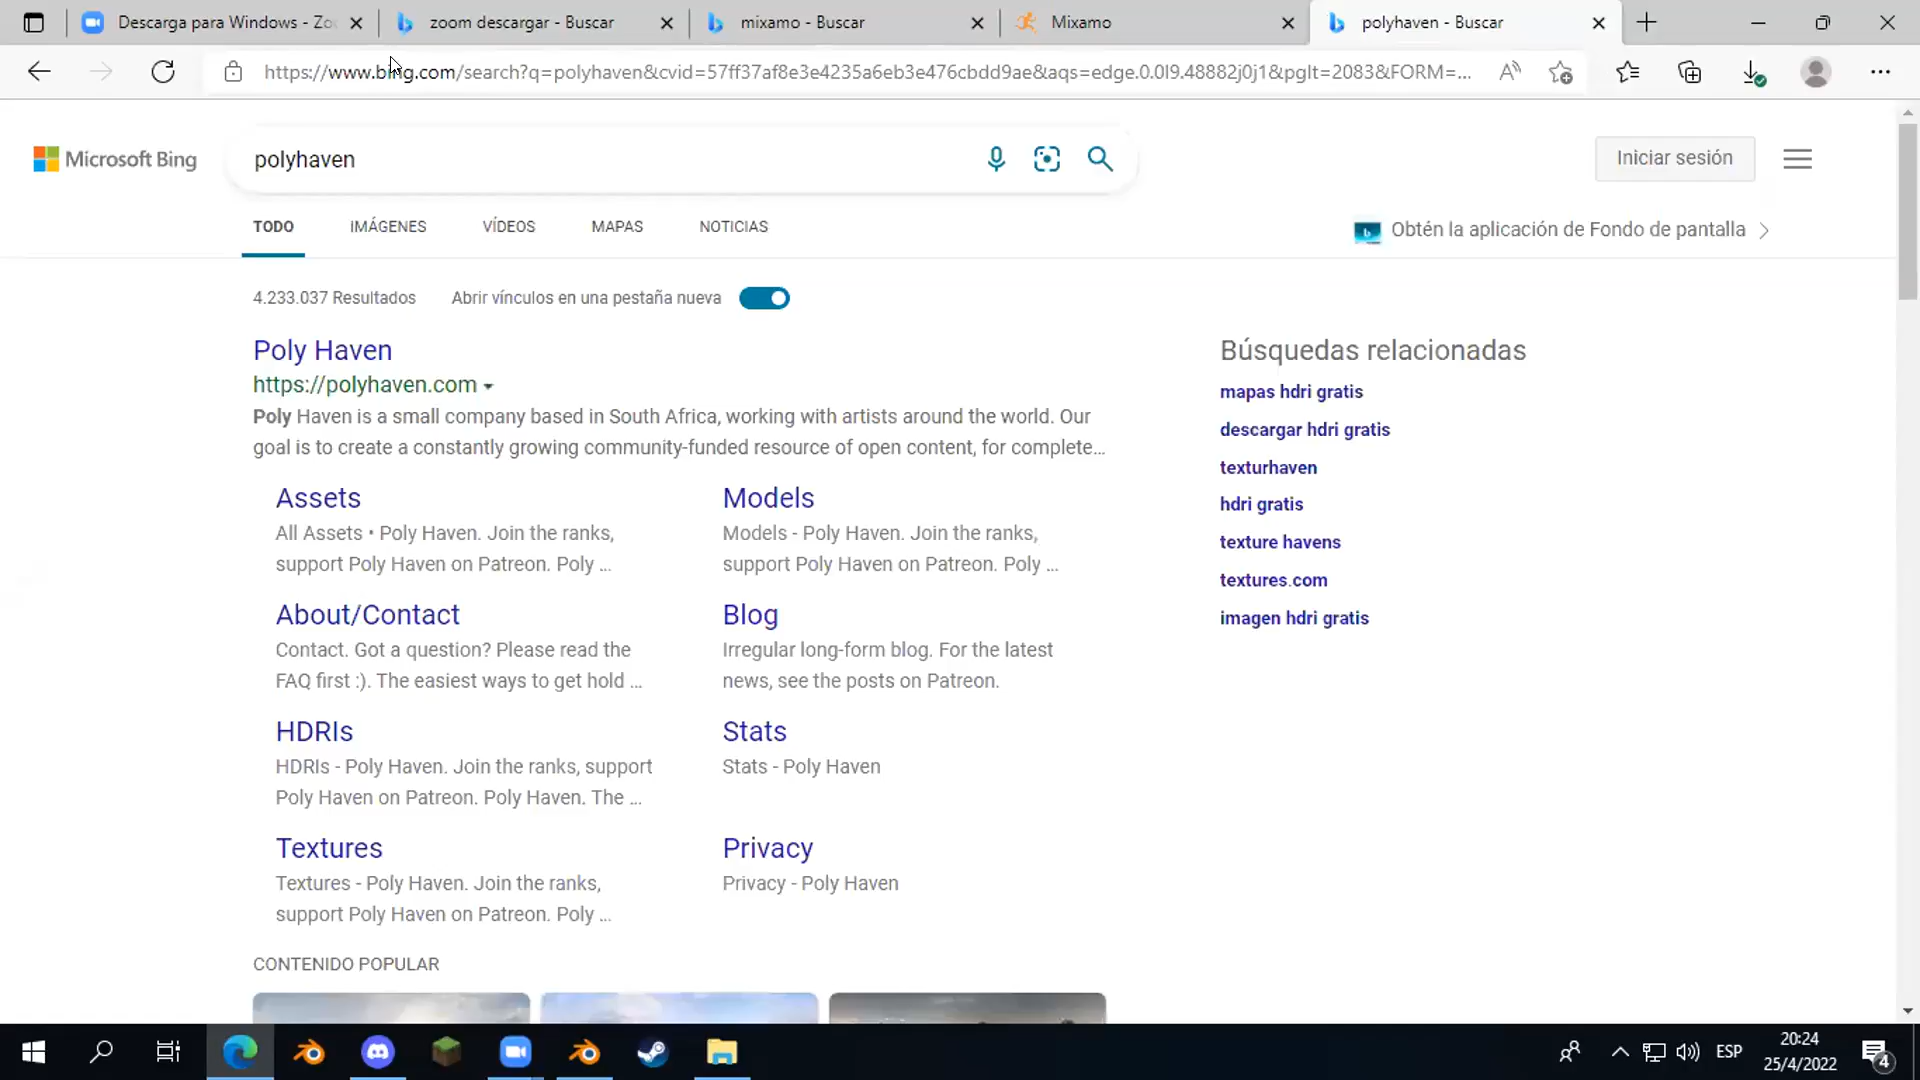 Descarga para Windows - Zo
zoom descargar - Buscar
mixamo - Buscar
Mixamo
polyhaven - Buscar
https://www.bing.com/search?q=polyhaven&cvid=57ff37af8e3e4235a6eb3e476cbdd9ae&aqs=edge.0.0l9.48882j0j1&pglt=2083&FORM=...
Microsoft Bing
polyhaven
Iniciar sesión
TODO
IMÁGENES
VÍDEOS
MAPAS
NOTICIAS
Obtén la aplicación de Fondo de pantalla
4.233.037 Resultados
Abrir vínculos en una pestaña nueva
Poly Haven
https://polyhaven.com
Poly Haven is a small company based in South Africa, working with artists around the world. Our
goal is to create a constantly growing community-funded resource of open content, for complete...
Assets
All Assets • Poly Haven. Join the ranks,
support Poly Haven on Patreon. Poly ...
Models
Models - Poly Haven. Join the ranks,
support Poly Haven on Patreon. Poly ...
About/Contact
Contact. Got a question? Please read the
FAQ first :). The easiest ways to get hold ...
Blog
Irregular long-form blog. For the latest
news, see the posts on Patreon.
HDRIs
HDRIs - Poly Haven. Join the ranks, support
Poly Haven on Patreon. Poly Haven. The ...
Stats
Stats - Poly Haven
Textures
Textures - Poly Haven. Join the ranks,
support Poly Haven on Patreon. Poly ...
Privacy
Privacy - Poly Haven
CONTENIDO POPULAR
Búsquedas relacionadas
mapas hdri gratis
descargar hdri gratis
texturhaven
hdri gratis
texture havens
textures.com
imagen hdri gratis
ESP
20:24
25/4/2022
4